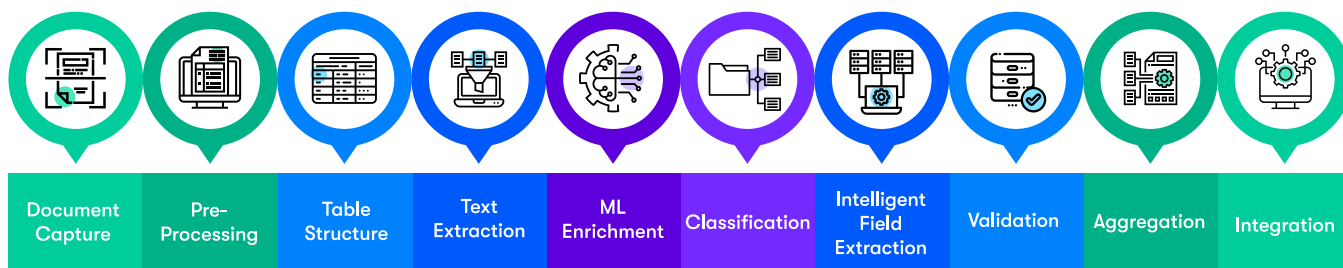 Document
Capture
Pre-
Processing
Table
Structure
Text
Extraction
ML
Enrichment
Classification
Intelligent
Field
Extraction
Validation
Aggregation
Integration